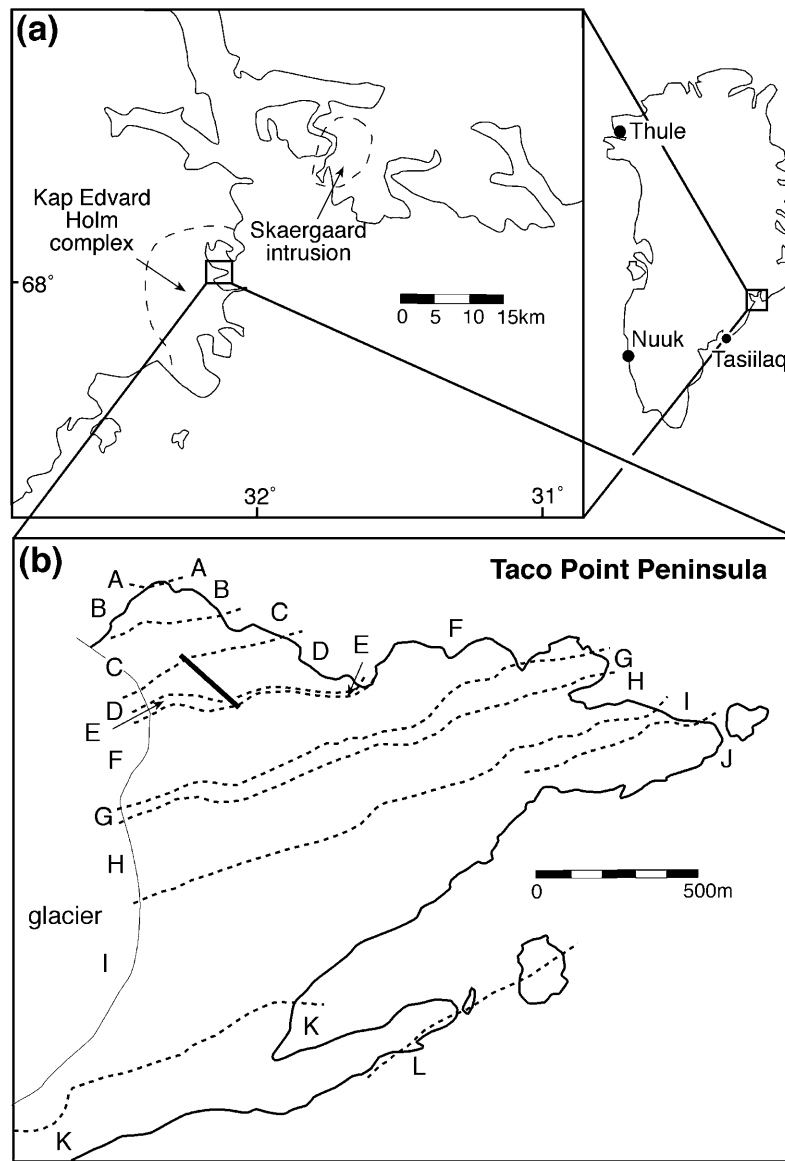 (a)
Kap Edvard
Holm
complex
Skaergaard
intrusion
68°
0 5 10 15km
32°
31°
Thule
Nuuk
Tasiilaq
(b)
Taco Point Peninsula
A
A
B
B
C
C
D
D
E
E
F
F
G
G
H
H
I
I
J
K
K
L
glacier
0
500m